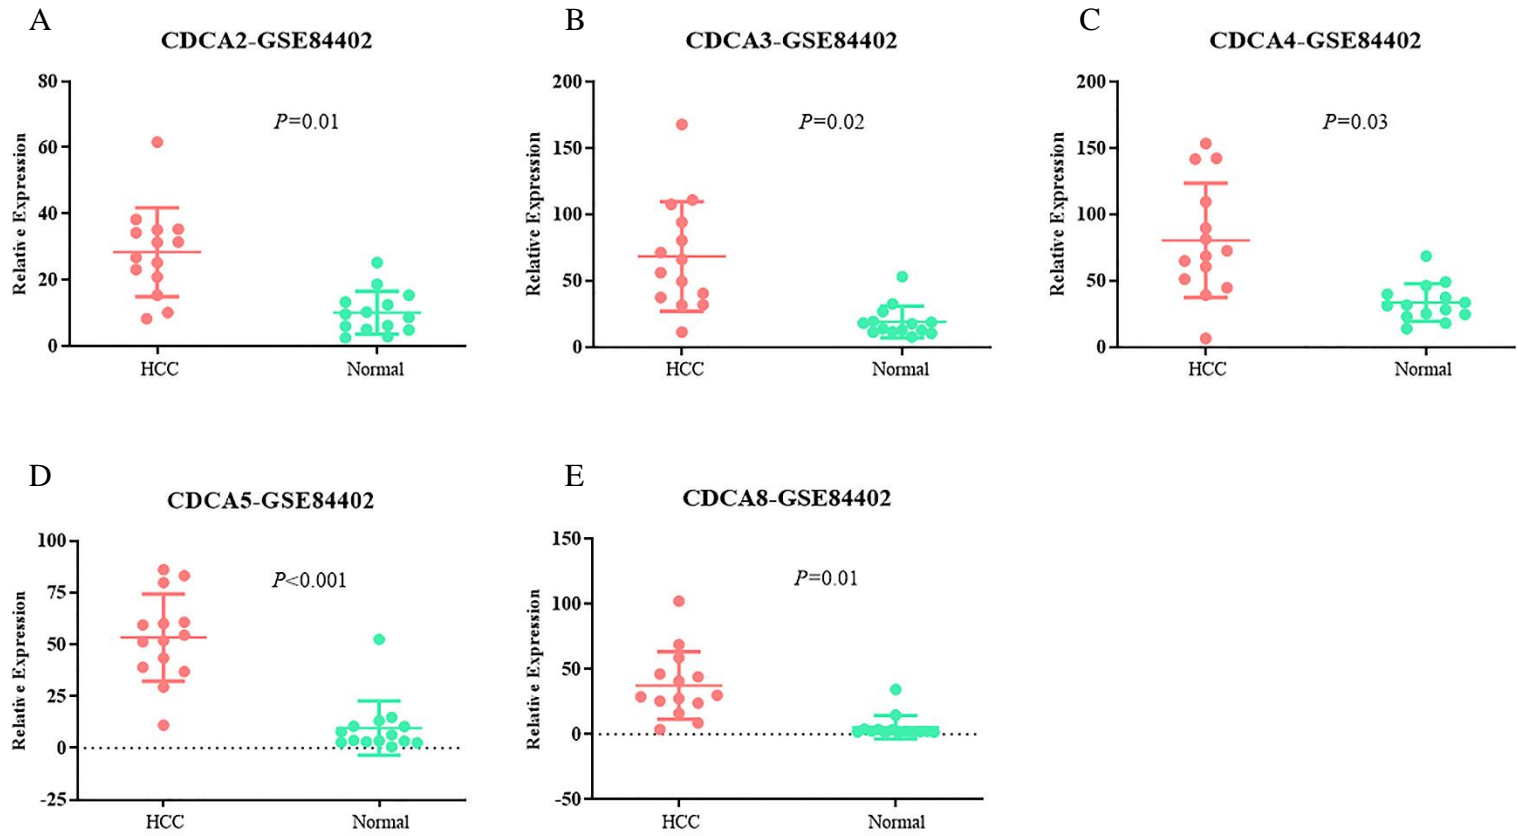 A
CDCA2-GSE84402
80
60
40
20
0
Relative Expression
P=0.01
HCC
Normal
B
CDCA3-GSE84402
200
150
100
50
0
Relative Expression
P=0.02
HCC
Normal
C
CDCA4-GSE84402
200
150
100
50
0
Relative Expression
P=0.03
HCC
Normal
D
CDCA5-GSE84402
100
75
50
25
0
-25
Relative Expression
P<0.001
HCC
Normal
E
CDCA8-GSE84402
150
100
50
0
-50
Relative Expression
P=0.01
HCC
Normal